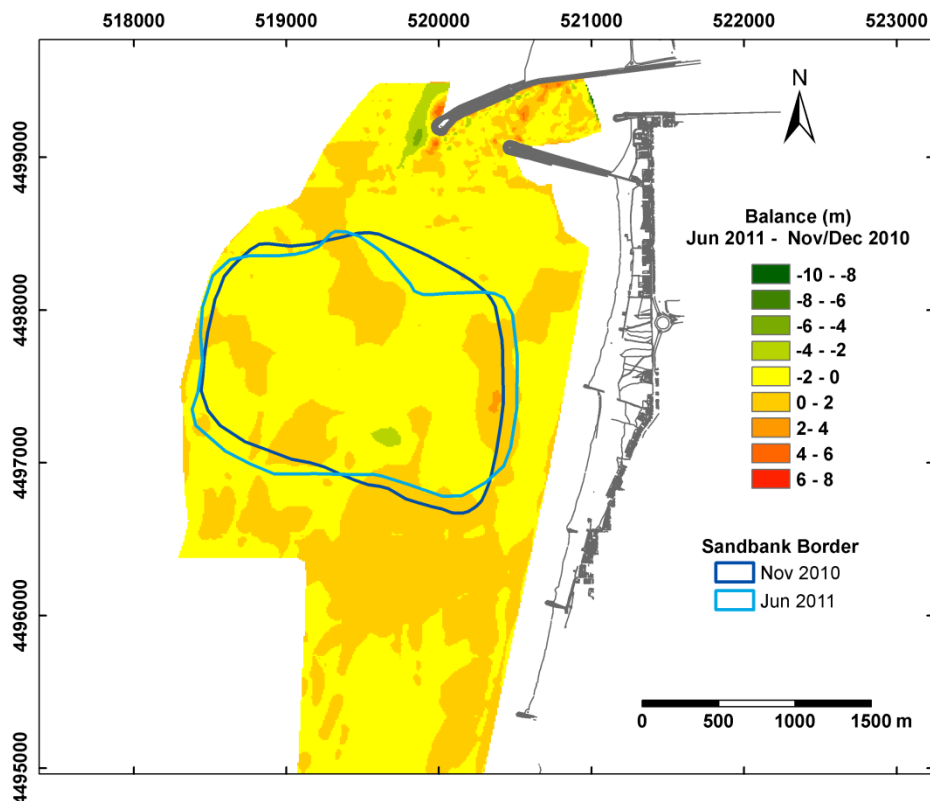 518000 519000 520000 521000 522000 523000
N
4499000
4498000
4497000
4496000
4495000
Balance (m)
Jun 2011 - Nov/Dec 2010
-10 - -8
-8 - -6
-6 - -4
-4 - -2
-2 - 0
0 - 2
2- 4
4 - 6
6 - 8
Sandbank Border
Nov 2010
Jun 2011
0 500 1000 1500 m